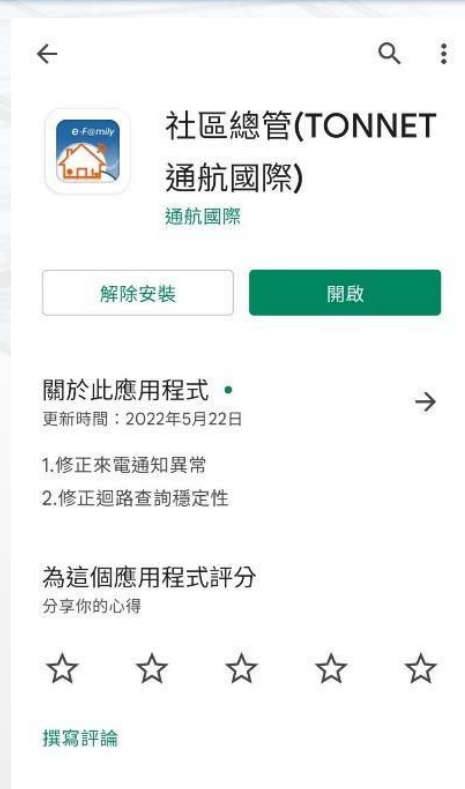 e-F@mily
社區總管(TONNET
通航國際)
通航國際
解除安裝
開啟
關於此應用程式
更新時間：2022年5月22日
1.修正來電通知異常
2.修正迴路查詢穩定性
為這個應用程式評分
分享你的心得
撰寫評論